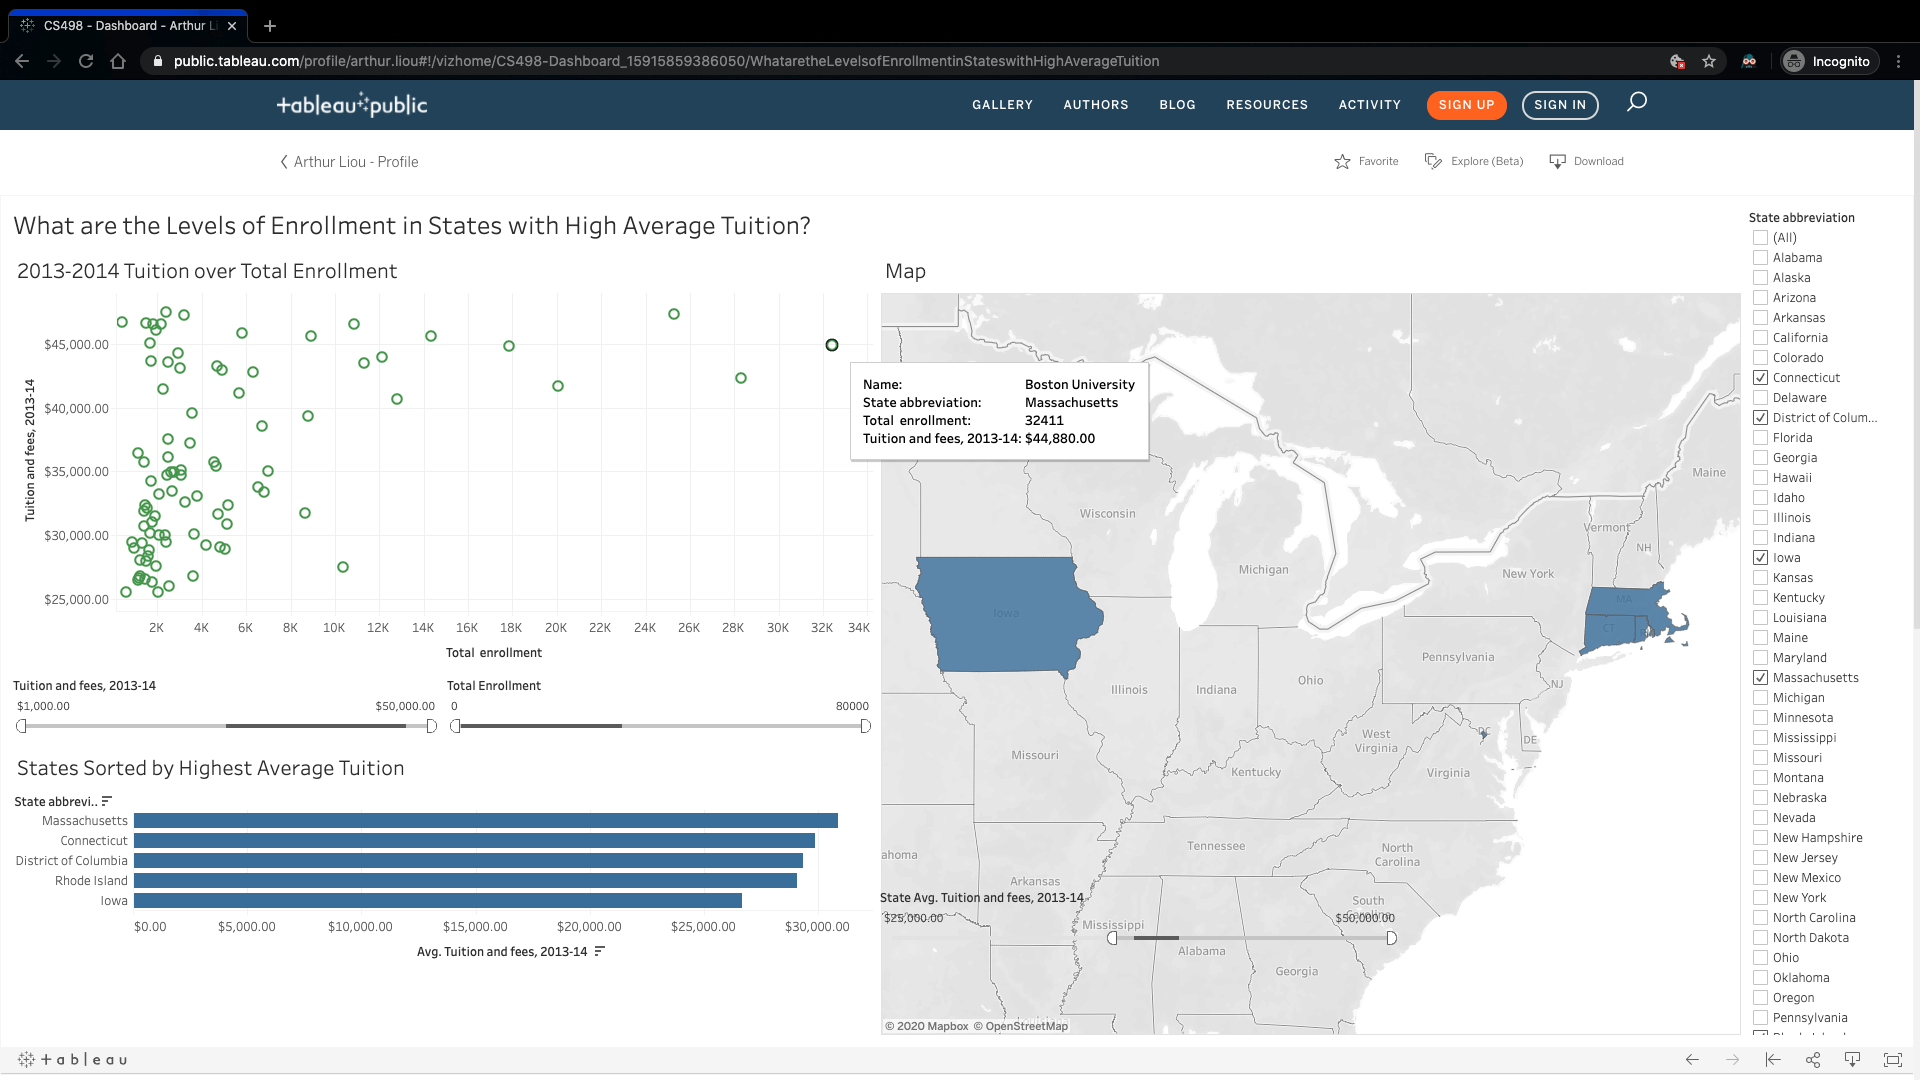 CS498 - Dashboard - Arthur Li
public.tableau.com/profile/arthur.liou#!/vizhome/CS498-Dashboard_15915859386050/WhataretheLevelsofEnrollmentinStateswithHighAverageTuition
Incognito
+ableau+public
GALLERY AUTHORS BLOG RESOURCES ACTIVITY SIGN UP SIGN IN
Arthur Liou - Profile
Favorite Explore (Beta) Download
What are the Levels of Enrollment in States with High Average Tuition?
2013-2014 Tuition over Total Enrollment
Tuition and fees, 2013-14
$45,000.00
$40,000.00
$35,000.00
$30,000.00
$25,000.00
2K 4K 6K 8K 10K 12K 14K 16K 18K 20K 22K 24K 26K 28K 30K 32K 34K
Total enrollment
Name: Boston University
State abbreviation: Massachusetts
Total enrollment: 32411
Tuition and fees, 2013-14: $44,880.00
Tuition and fees, 2013-14
$1,000.00 $50,000.00
Total Enrollment
0 80000
States Sorted by Highest Average Tuition
State abbrevi..
Massachusetts
Connecticut
District of Columbia
Rhode Island
Iowa
$0.00 $5,000.00 $10,000.00 $15,000.00 $20,000.00 $25,000.00 $30,000.00
Avg. Tuition and fees, 2013-14
Map
Maine
Wisconsin
Vermont
NH
Michigan
New York
MA
Iowa
CT
Pennsylvania
Illinois
Indiana
Ohio
NJ
West
Virginia
DC
DE
Missouri
Kentucky
Virginia
Tennessee
North
Carolina
ahoma
Arkansas
State Avg. Tuition and fees, 2013-14
$25,000.00 $50,000.00
South
Carolina
Mississippi
Alabama
Georgia
© 2020 Mapbox © OpenStreetMap
State abbreviation
(All)
Alabama
Alaska
Arizona
Arkansas
California
Colorado
Connecticut
Delaware
District of Colum...
Florida
Georgia
Hawaii
Idaho
Illinois
Indiana
Iowa
Kansas
Kentucky
Louisiana
Maine
Maryland
Massachusetts
Michigan
Minnesota
Mississippi
Missouri
Montana
Nebraska
Nevada
New Hampshire
New Jersey
New Mexico
New York
North Carolina
North Dakota
Ohio
Oklahoma
Oregon
Pennsylvania
+ a b l e a u